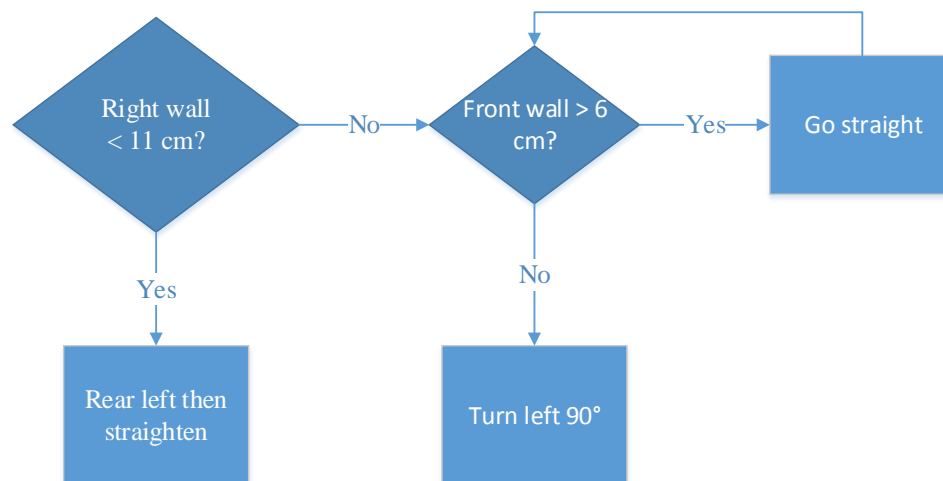 Right wall
< 11 cm?
No
Front wall > 6
cm?
Yes
Go straight
Yes
No
Rear left then
straighten
Turn left 90°